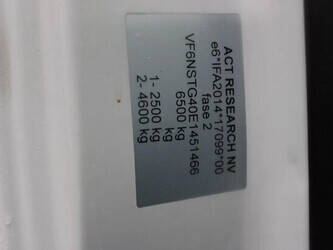 ACT RESEARCH NV
e6*IFA2014*17099*00
fase 2
VF6NSTG40E1451466
6500 kg
1- 2500 kg
2- 4600 kg